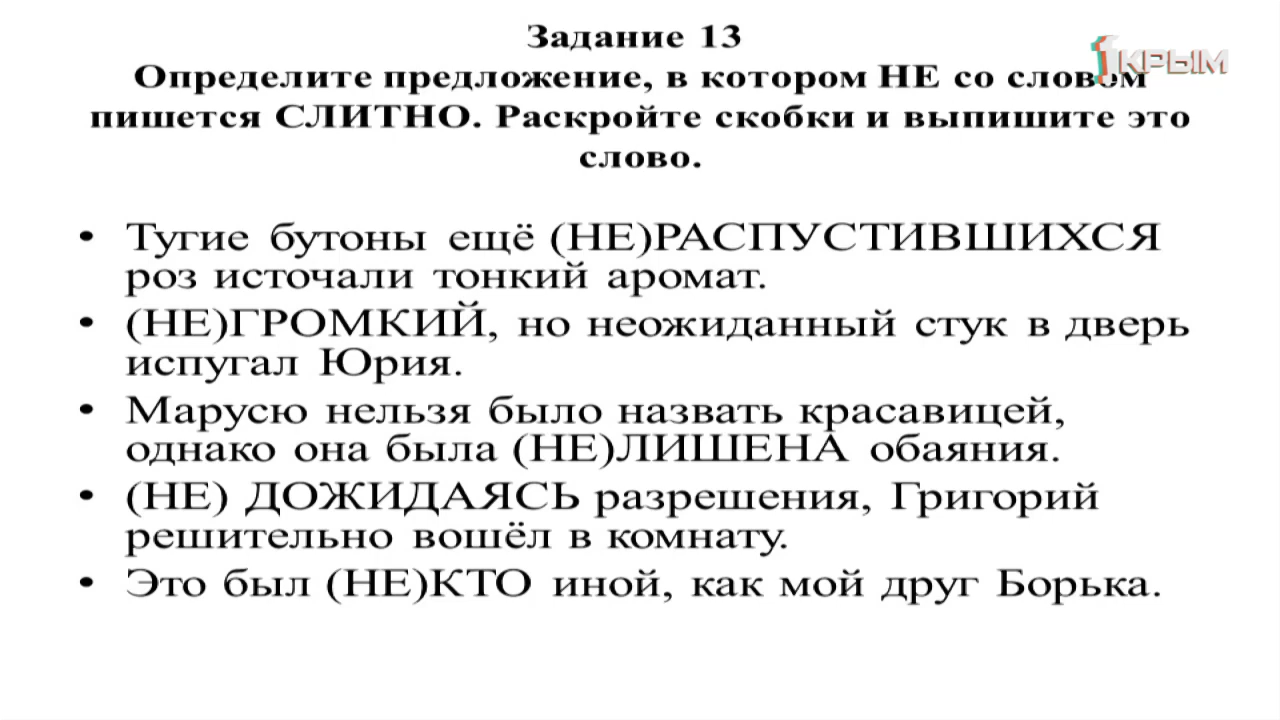 Задание 13
1КРЫМ
Определите предложение, в котором НЕ со словом
пишется СЛИТНО. Раскройте скобки и выпишите это
слово.
• Тугие бутоны ещё (НЕ)РАСПУСТИВШИХСЯ
роз источали тонкий аромат.
• (НЕ)ГРОМКИЙ, но неожиданный стук в дверь
испугал Юрия.
• Марусю нельзя было назвать красавицей,
однако она была (НЕ)ЛИШЕНА обаяния.
• (НЕ) ДОЖИДАЯСЬ разрешения, Григорий
решительно вошёл в комнату.
• Это был (НЕ)КТО иной, как мой друг Борька.